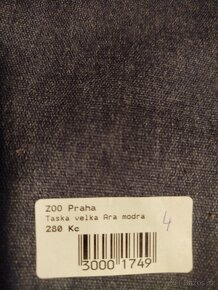 ZOO Praha
Taska velka Ara modra
280 Kc
4
3000 1749